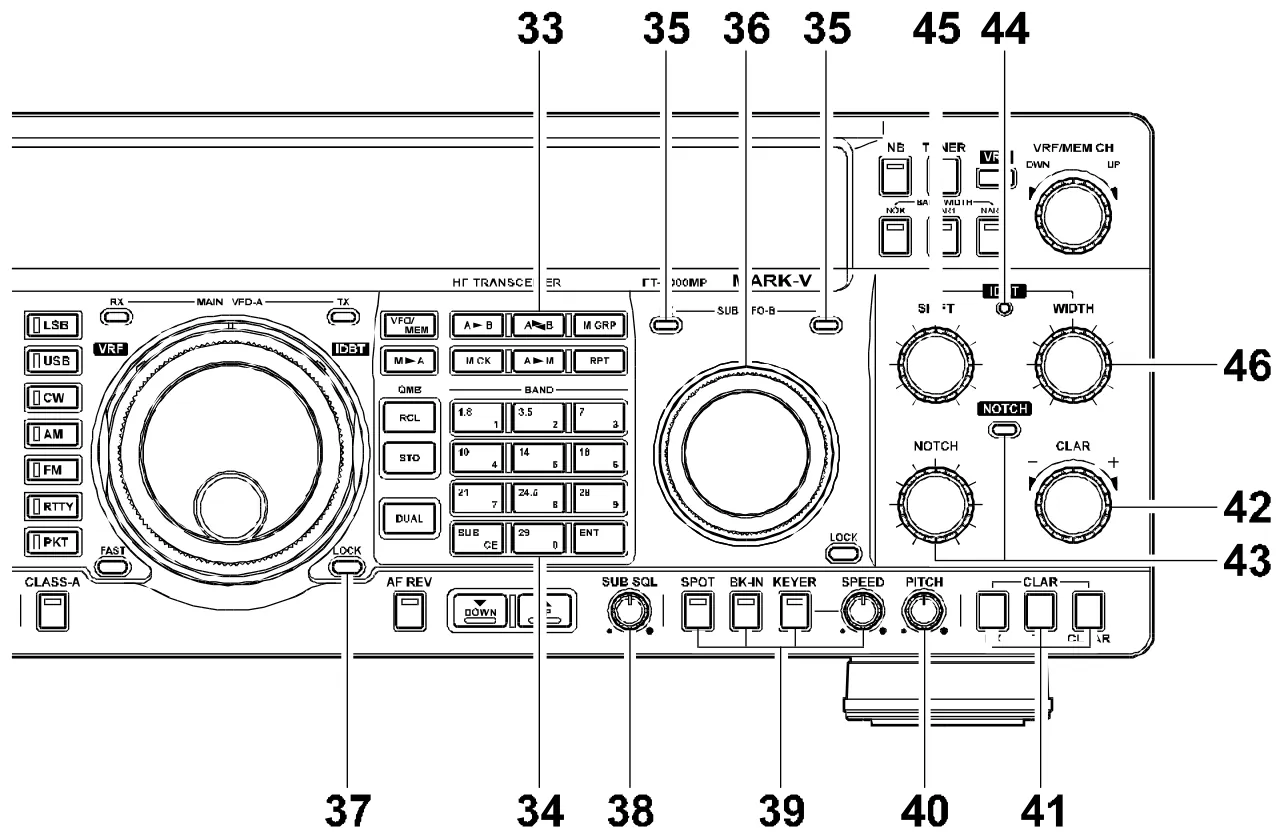 33 35 36 35 45 44
NB VRF/MEM CH
DWN UP
HF TRANSCEIVER MARK-V
RX MAIN VFO-A TX
VRF IDBT
LSB
USB
CW
AM
FM
RTTY
PKT
FAST LOCK
VFO/
MEM
A►B A B M GRP
M►A M CK A►M RPT
QMB BAND
RCL 1.8 1 3.5 2 7 3
STO 10 4 14 5 18 6
21 7 24.5 8 28 9
DUAL SUB CE 29 0 ENT
SUB
LOCK
IDBT
WIDTH
46
NOTCH
NOTCH CLAR
− +
42
43
CLASS-A AF REV SUB SQL SPOT BK-IN KEYER SPEED PITCH CLAR
DOWN
37 34 38 39 40 41